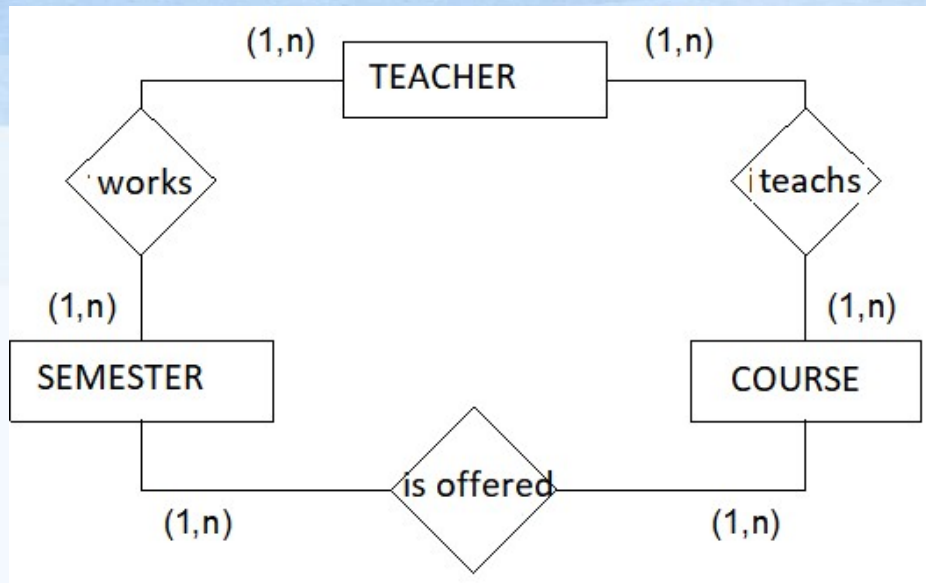 (1,n)
(1,n)
TEACHER
works
teachs
(1,n)
(1,n)
SEMESTER
COURSE
is offered
(1,n)
(1,n)